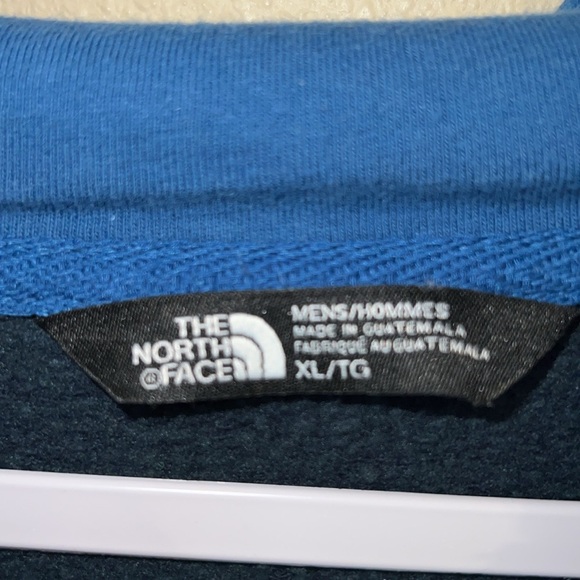 THE
NORTH
® FACE
MENS/HOMMES
MADE IN GUATEMALA
FABRIQUÉ AU GUATEMALA
XL/TG